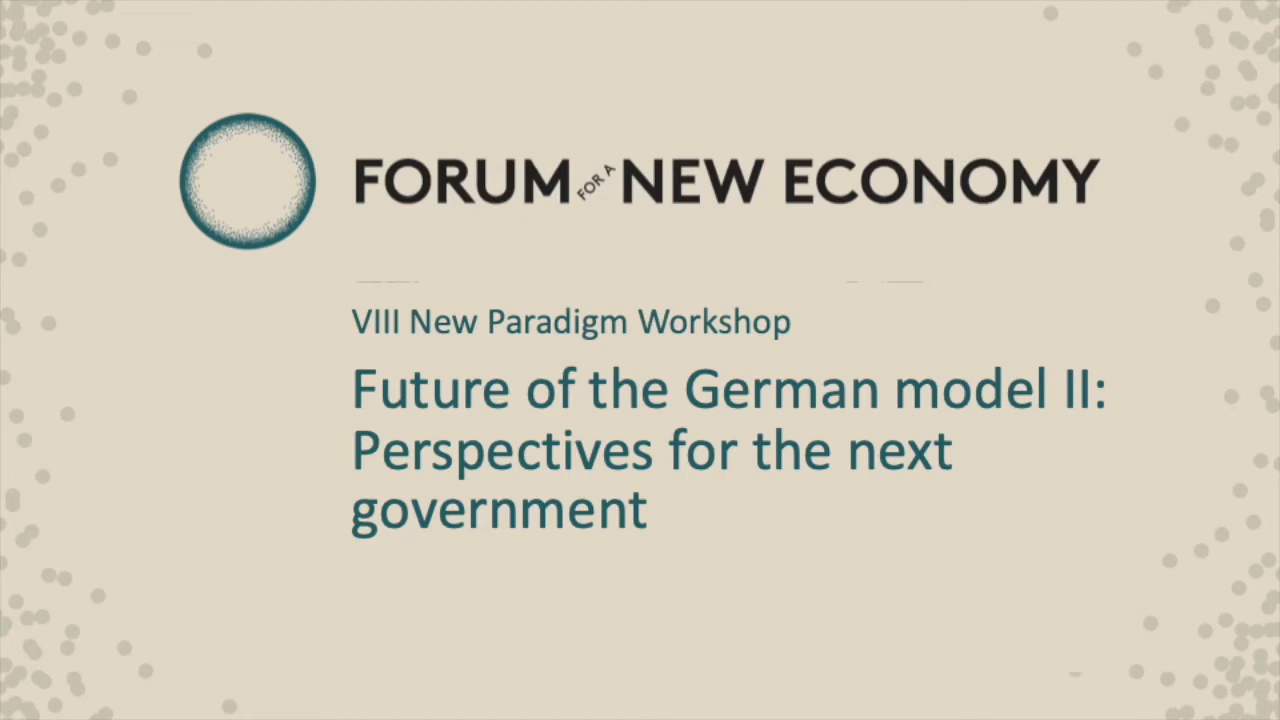 FORUM FOR A NEW ECONOMY
VIII New Paradigm Workshop
Future of the German model II:
Perspectives for the next
government